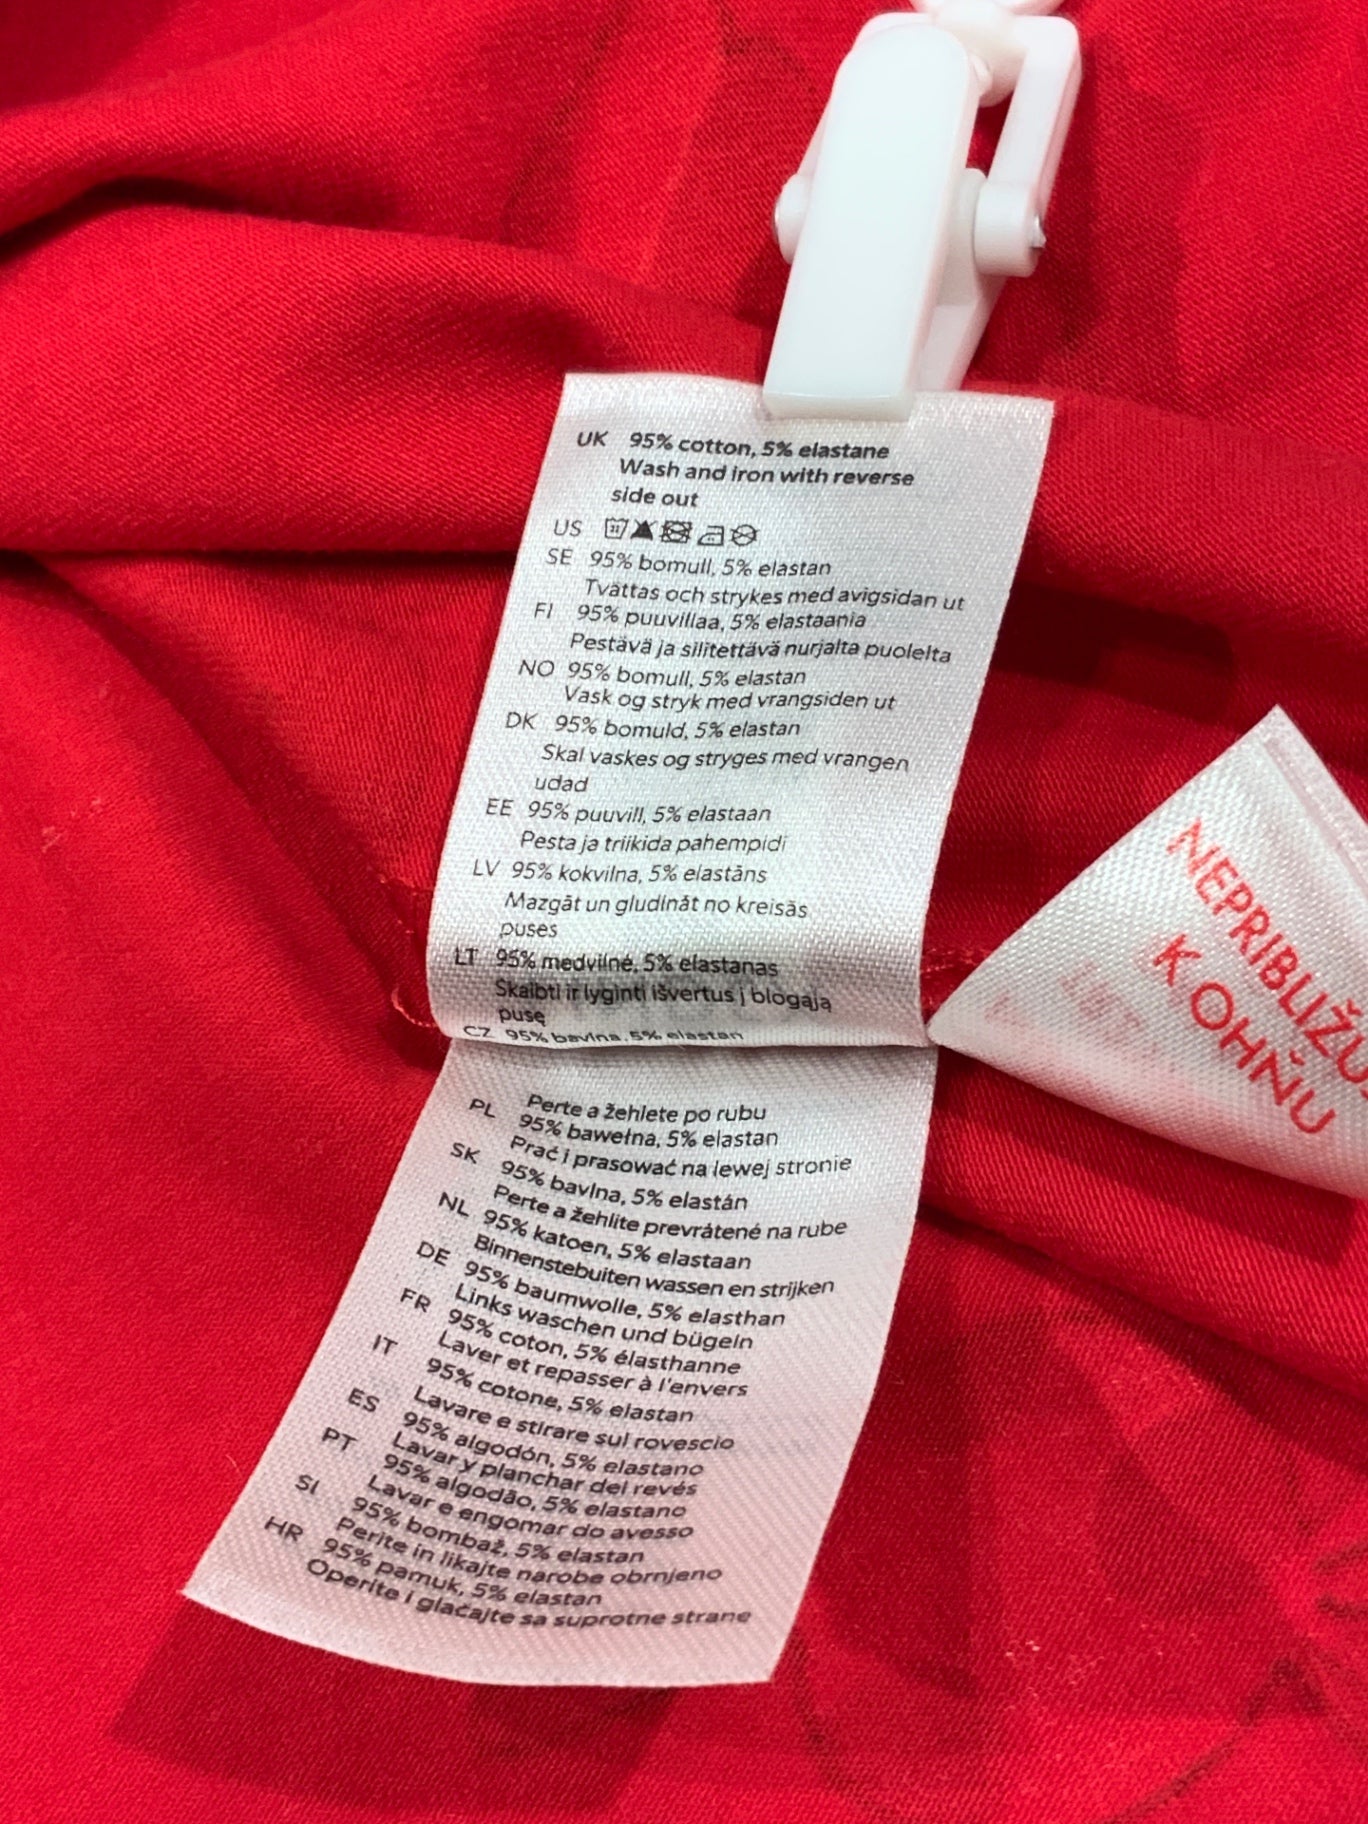 UK 95% cotton, 5% elastane
Wash and iron with reverse
side out
US
SE 95% bomull, 5% elastan
Tvättas och strykes med avigsidan ut
FI 95% puuvillaa, 5% elastaania
Pestävä ja silitettävä nurjalta puolelta
NO 95% bomull, 5% elastan
Vask og stryk med vrangsiden ut
DK 95% bomuld, 5% elastan
Skal vaskes og stryges med vrangen
udad
EE 95% puuvill, 5% elastaan
Pesta ja triikida pahempidi
LV 95% kokvilna, 5% elastāns
Mazgāt un gludināt no kreisās
puses
LT 95% medvilnė, 5% elastanas
Skalbti ir lyginti išvertus į blogąją
pusę
CZ 95% bavlna, 5% elastan
Perte a žehlete po rubu
PL 95% bawełna, 5% elastan
Prać i prasować na lewej stronie
SK 95% bavlna, 5% elastán
Perte a žehlite prevrátené na rube
NL 95% katoen, 5% elastaan
Binnenstebuiten wassen en strijken
DE 95% baumwolle, 5% elasthan
Links waschen und bügeln
FR 95% coton, 5% élasthanne
Laver et repasser à l'envers
IT 95% cotone, 5% elastan
Lavare e stirare sul rovescio
ES 95% algodón, 5% elastano
Lavar y planchar del revés
PT 95% algodão, 5% elastano
Lavar e engomar do avesso
SI 95% bombaž, 5% elastan
Perite in likajte narobe obrnjeno
HR 95% pamuk, 5% elastan
Operite i glačajte sa suprotne strane
NEPRIBLIŽU
K OHŇU